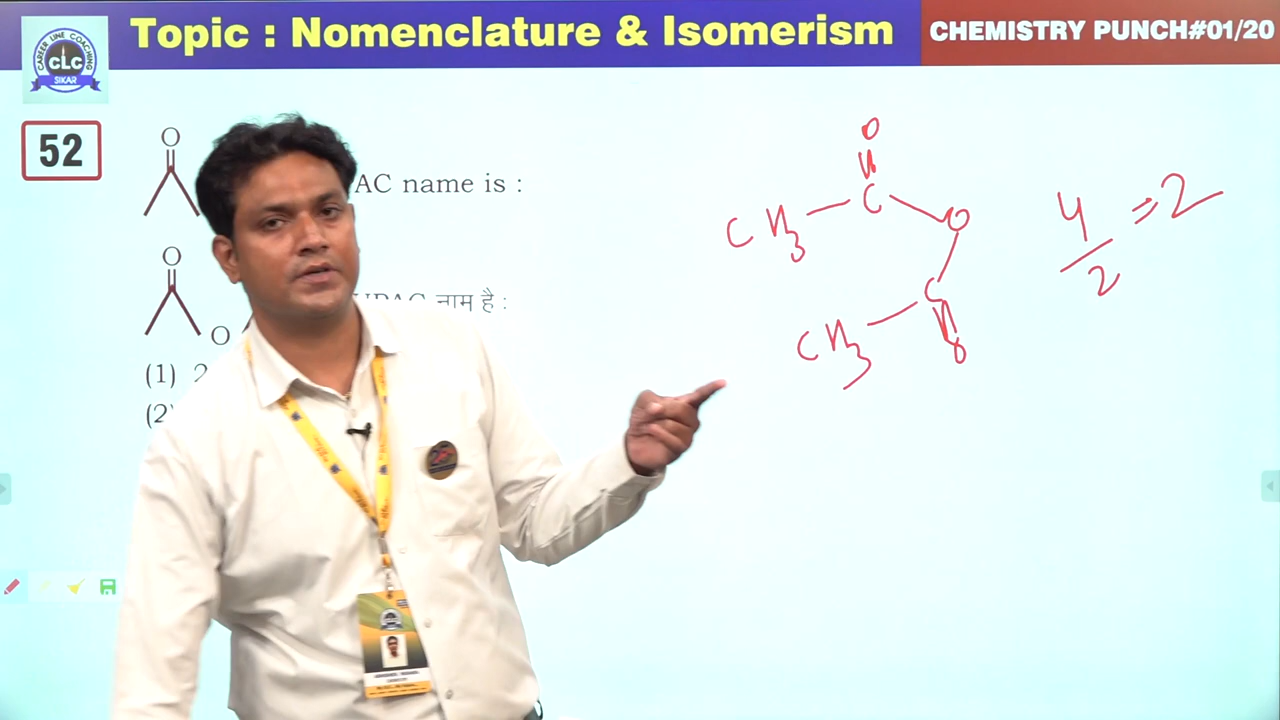 Topic : Nomenclature & Isomerism
CHEMISTRY PUNCH#01/20
CAREER LINE COACHING
CLC
SIKAR
52
O
AC name is :
O
नाम है :
O
(1) 2
(2)
O
CH3 C O
CH3 C O
4/2 = 2